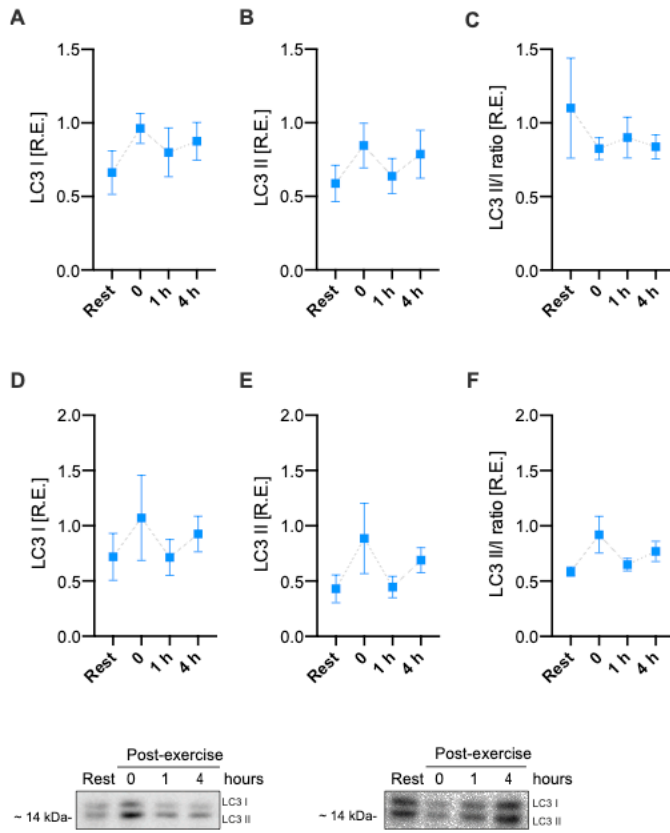 A
B
C
LC3 I [R.E.]
1.5
1.0
0.5
0.0
Rest
0
1 h
4 h
LC3 II [R.E.]
1.5
1.0
0.5
0.0
Rest
0
1 h
4 h
LC3 II/I ratio [R.E.]
1.5
1.0
0.5
0.0
Rest
0
1 h
4 h
D
E
F
LC3 I [R.E.]
2.0
1.5
1.0
0.5
0.0
Rest
0
1 h
4 h
LC3 II [R.E.]
2.0
1.5
1.0
0.5
0.0
Rest
0
1 h
4 h
LC3 II/I ratio [R.E.]
2.0
1.5
1.0
0.5
0.0
Rest
0
1 h
4 h
Post-exercise
Rest 0 1 4 hours
LC3 I
~ 14 kDa-
LC3 II
Post-exercise
Rest 0 1 4 hours
LC3 I
~ 14 kDa-
LC3 II